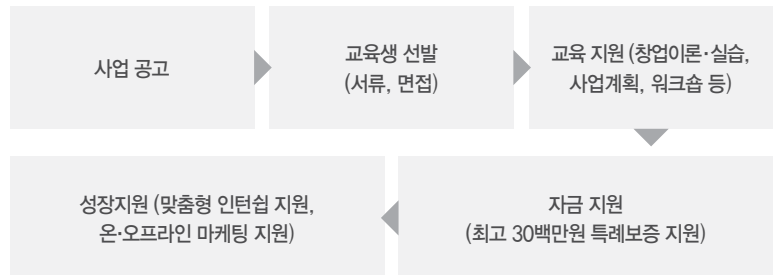 사업 공고
교육생 선발
(서류, 면접)
교육 지원 (창업이론·실습,
사업계획, 워크숍 등)
자금 지원
(최고 30백만원 특례보증 지원)
성장지원 (맞춤형 인턴쉽 지원,
온·오프라인 마케팅 지원)